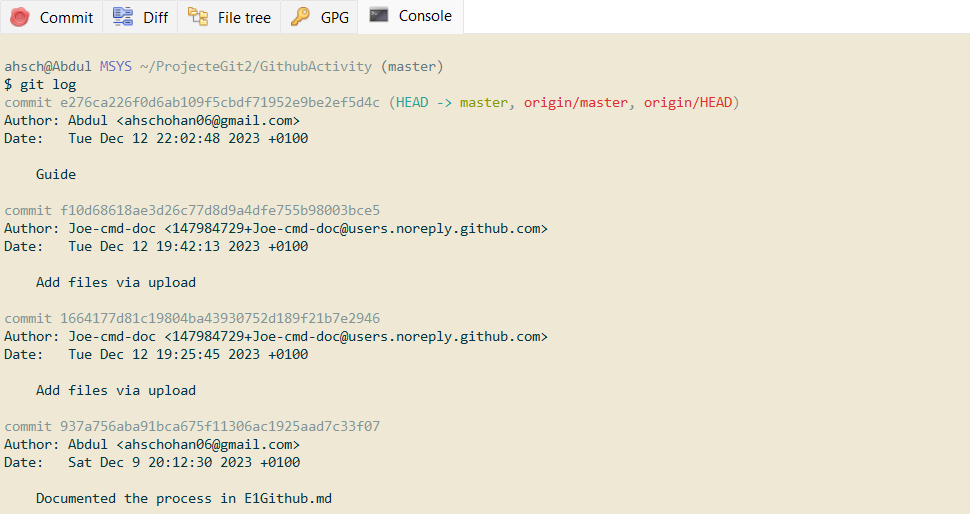 Commit Diff File tree GPG Console
ahsch@Abdul MSYS ~/ProjecteGit2/GithubActivity (master)
$ git log
commit e276ca226f0d6ab109f5cbdf71952e9be2ef5d4c (HEAD -> master, origin/master, origin/HEAD)
Author: Abdul <ahschohan06@gmail.com>
Date:   Tue Dec 12 22:02:48 2023 +0100
    Guide
commit f10d68618ae3d26c77d8d9a4dfe755b98003bce5
Author: Joe-cmd-doc <147984729+Joe-cmd-doc@users.noreply.github.com>
Date:   Tue Dec 12 19:42:13 2023 +0100
    Add files via upload
commit 1664177d81c19804ba43930752d189f21b7e2946
Author: Joe-cmd-doc <147984729+Joe-cmd-doc@users.noreply.github.com>
Date:   Tue Dec 12 19:25:45 2023 +0100
    Add files via upload
commit 937a756aba91bca675f11306ac1925aad7c33f07
Author: Abdul <ahschohan06@gmail.com>
Date:   Sat Dec 9 20:12:30 2023 +0100
    Documented the process in E1Github.md